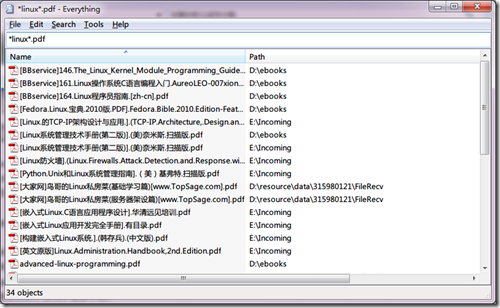 *linux*.pdf - Everything
File Edit Search Tools Help
*linux*.pdf
Name Path
[BBservice]146.The_Linux_Kernel_Module_Programming_Guide... D:\ebooks
[BBservice]161.Linux操作系统C语言编程入门.AureoLEO-007xion... D:\ebooks
[BBservice]164.Linux程序员指南.[zh-cn].pdf D:\ebooks
[Fedora.Linux.宝典.2010版.PDF].Fedora.Bible.2010.Edition-Feat... D:\ebooks
[Linux.的TCP-IP架构设计与应用.].(TCP-IP.Architecture,.Design.an... E:\Incoming
[Linux系统管理技术手册(第二版)].(美)奈米斯.扫描版.pdf D:\ebooks
[Linux系统管理技术手册(第二版)].(美)奈米斯.扫描版.pdf E:\Incoming
[Linux防火墙].(Linux.Firewalls.Attack.Detection.and.Response.wi... E:\Incoming
[Python.Unix和Linux系统管理指南].（美）基弗特.扫描版.pdf E:\Incoming
[大家网]鸟哥的Linux私房菜(基础学习篇)[www.TopSage.com].pdf D:\resource\data\315980121\FileRecv
[大家网]鸟哥的Linux私房菜(服务器架设篇)[www.TopSage.com].pdf D:\resource\data\315980121\FileRecv
[嵌入式Linux.C语言应用程序设计].华清远见培训.pdf E:\Incoming
[嵌入式Linux应用开发完全手册].有目录.pdf E:\Incoming
[构建嵌入式Linux系统].(韩存兵).(中文版).pdf E:\Incoming
[英文原版]Linux.Administration.Handbook,2nd.Edition.pdf E:\Incoming
advanced-linux-programming.pdf D:\ebooks
34 objects